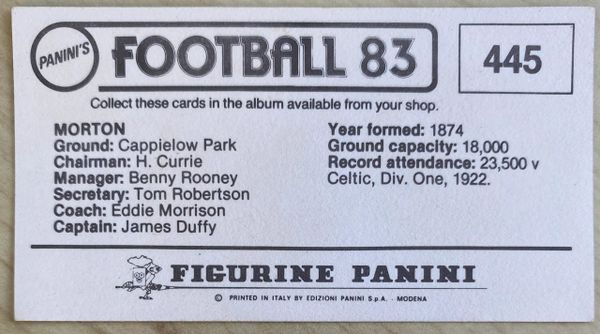 PANINI'S
FOOTBALL 83
445
Collect these cards in the album available from your shop.
MORTON
Ground: Cappielow Park
Chairman: H. Currie
Manager: Benny Rooney
Secretary: Tom Robertson
Coach: Eddie Morrison
Captain: James Duffy
Year formed: 1874
Ground capacity: 18,000
Record attendance: 23,500 v
Celtic, Div. One, 1922.
FIGURINE PANINI
© PRINTED IN ITALY BY EDIZIONI PANINI S.p.A. - MODENA